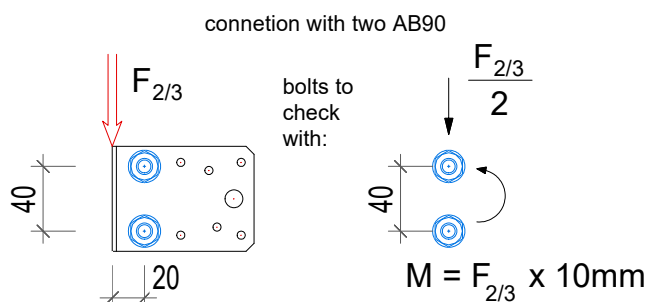 connetion with two AB90
F2/3
bolts to
check
with:
F2/3
2
40
40
20
M = F2/3 x 10mm